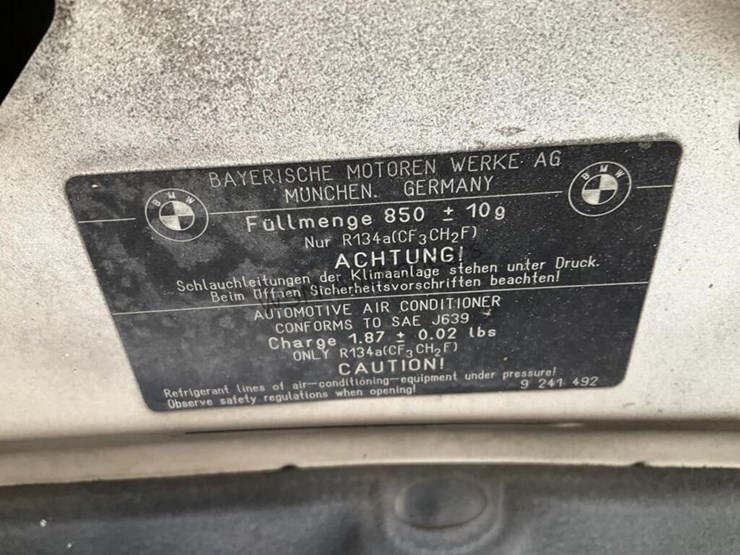 BAYERISCHE MOTOREN WERKE AG
MÜNCHEN. GERMANY
BMW
BMW
Füllmenge 850 ± 10g
Nur R134a(CF₃CH₂F)
ACHTUNG!
Schlauchleitungen der Klimaanlage stehen unter Druck.
Beim Öffnen Sicherheitsvorschriften beachten!
AUTOMOTIVE AIR CONDITIONER
CONFORMS TO SAE J639
Charge 1.87 ± 0.02 lbs
ONLY R134a(CF₃CH₂F)
CAUTION!
Refrigerant lines of air-conditioning-equipment under pressure!
Observe safety regulations when opening!
9 241 492